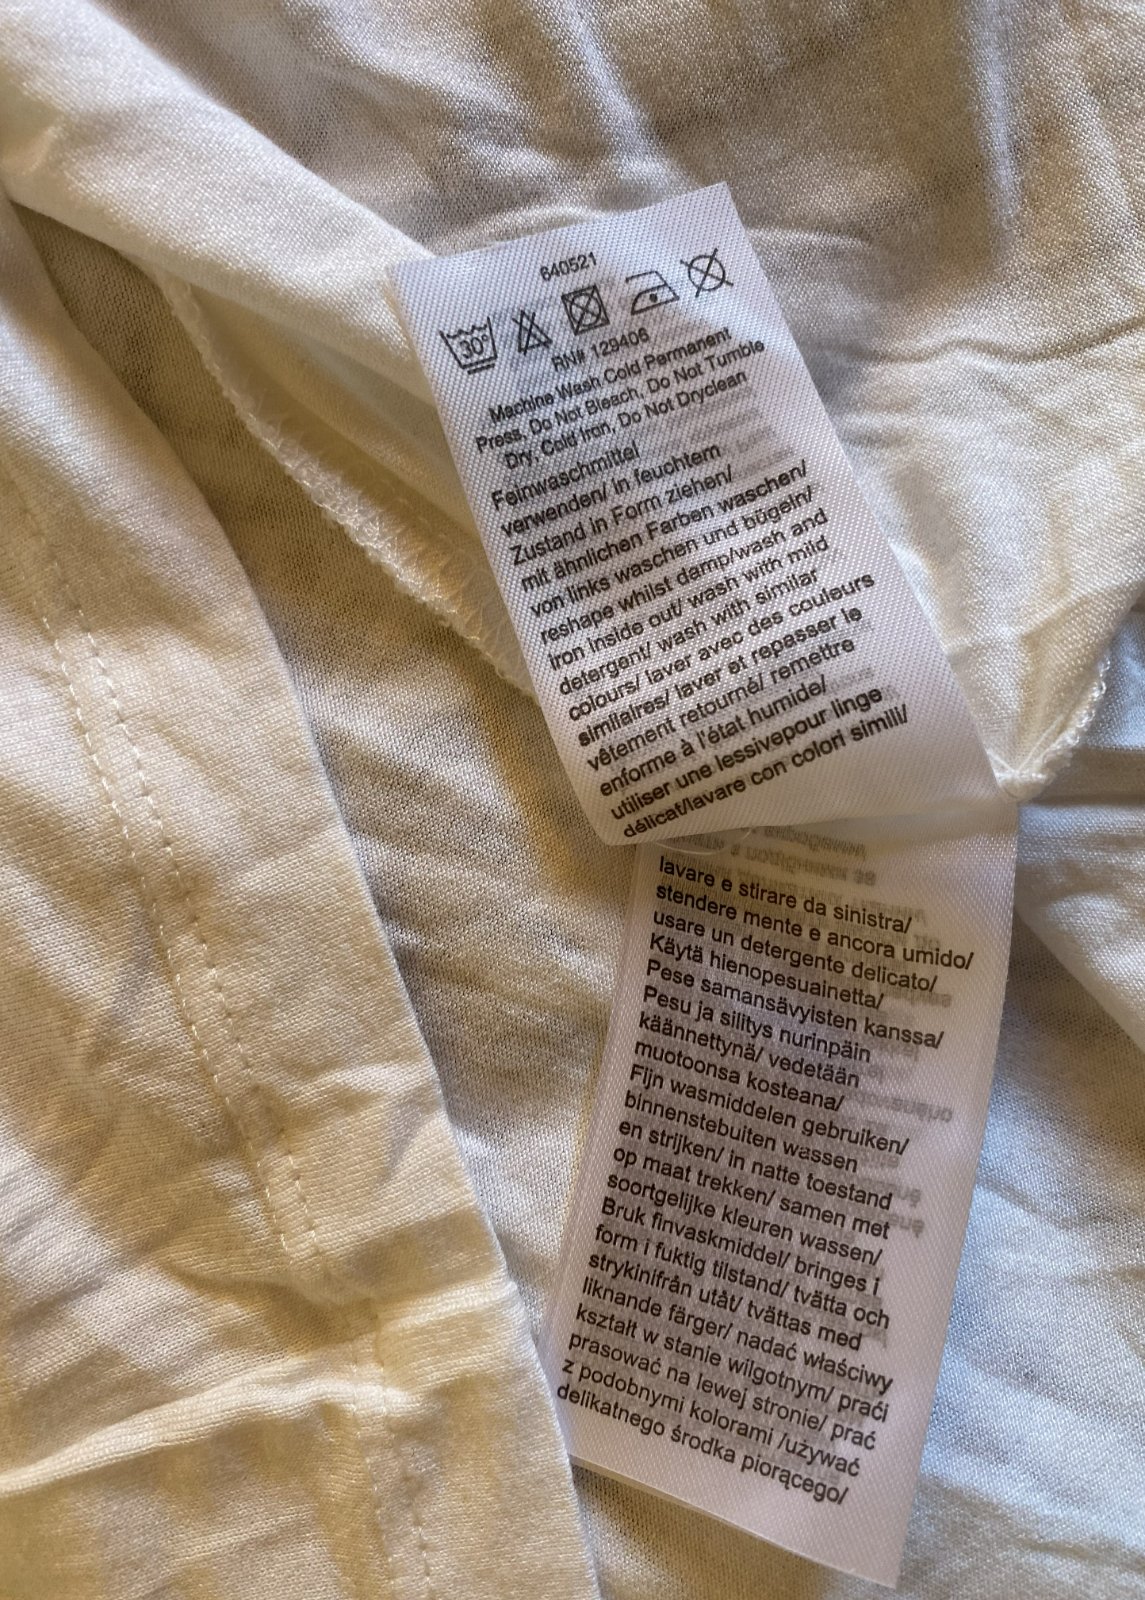 640521
30°
RN# 129406
Machine Wash Cold Permanent
Press, Do Not Bleach, Do Not Tumble
Dry, Cold Iron, Do Not Dryclean
Feinwaschmittel
verwenden/ in feuchtem
Zustand in Form ziehen/
mit ähnlichen Farben waschen/
von links waschen und bügeln/
reshape whilst damp/wash and
iron inside out/ wash with mild
detergent/ wash with similar
colours/ laver avec des couleurs
similaires/ laver et repasser le
vêtement retourné/ remettre
enforme à l'état humide/
utiliser une lessivepour linge
délicat/lavare con colori simili/
lavare e stirare da sinistra/
stendere mente e ancora umido/
usare un detergente delicato/
Käytä hienopesuainetta/
Pese samansävyisten kanssa/
Pesu ja silitys nurinpäin
käännettynä/ vedetään
muotoonsa kosteana/
Fijn wasmiddelen gebruiken/
binnenstebuiten wassen
en strijken/ in natte toestand
op maat trekken/ samen met
soortgelijke kleuren wassen/
Bruk finvaskmiddel/ bringes i
form i fuktig tilstand/ tvätta och
strykinifrån utåt/ tvättas med
liknande färger/ nadać właściwy
kształt w stanie wilgotnym/ praći
prasować na lewej stronie/ prać
z podobnymi kolorami /używać
delikatnego środka piorącego/